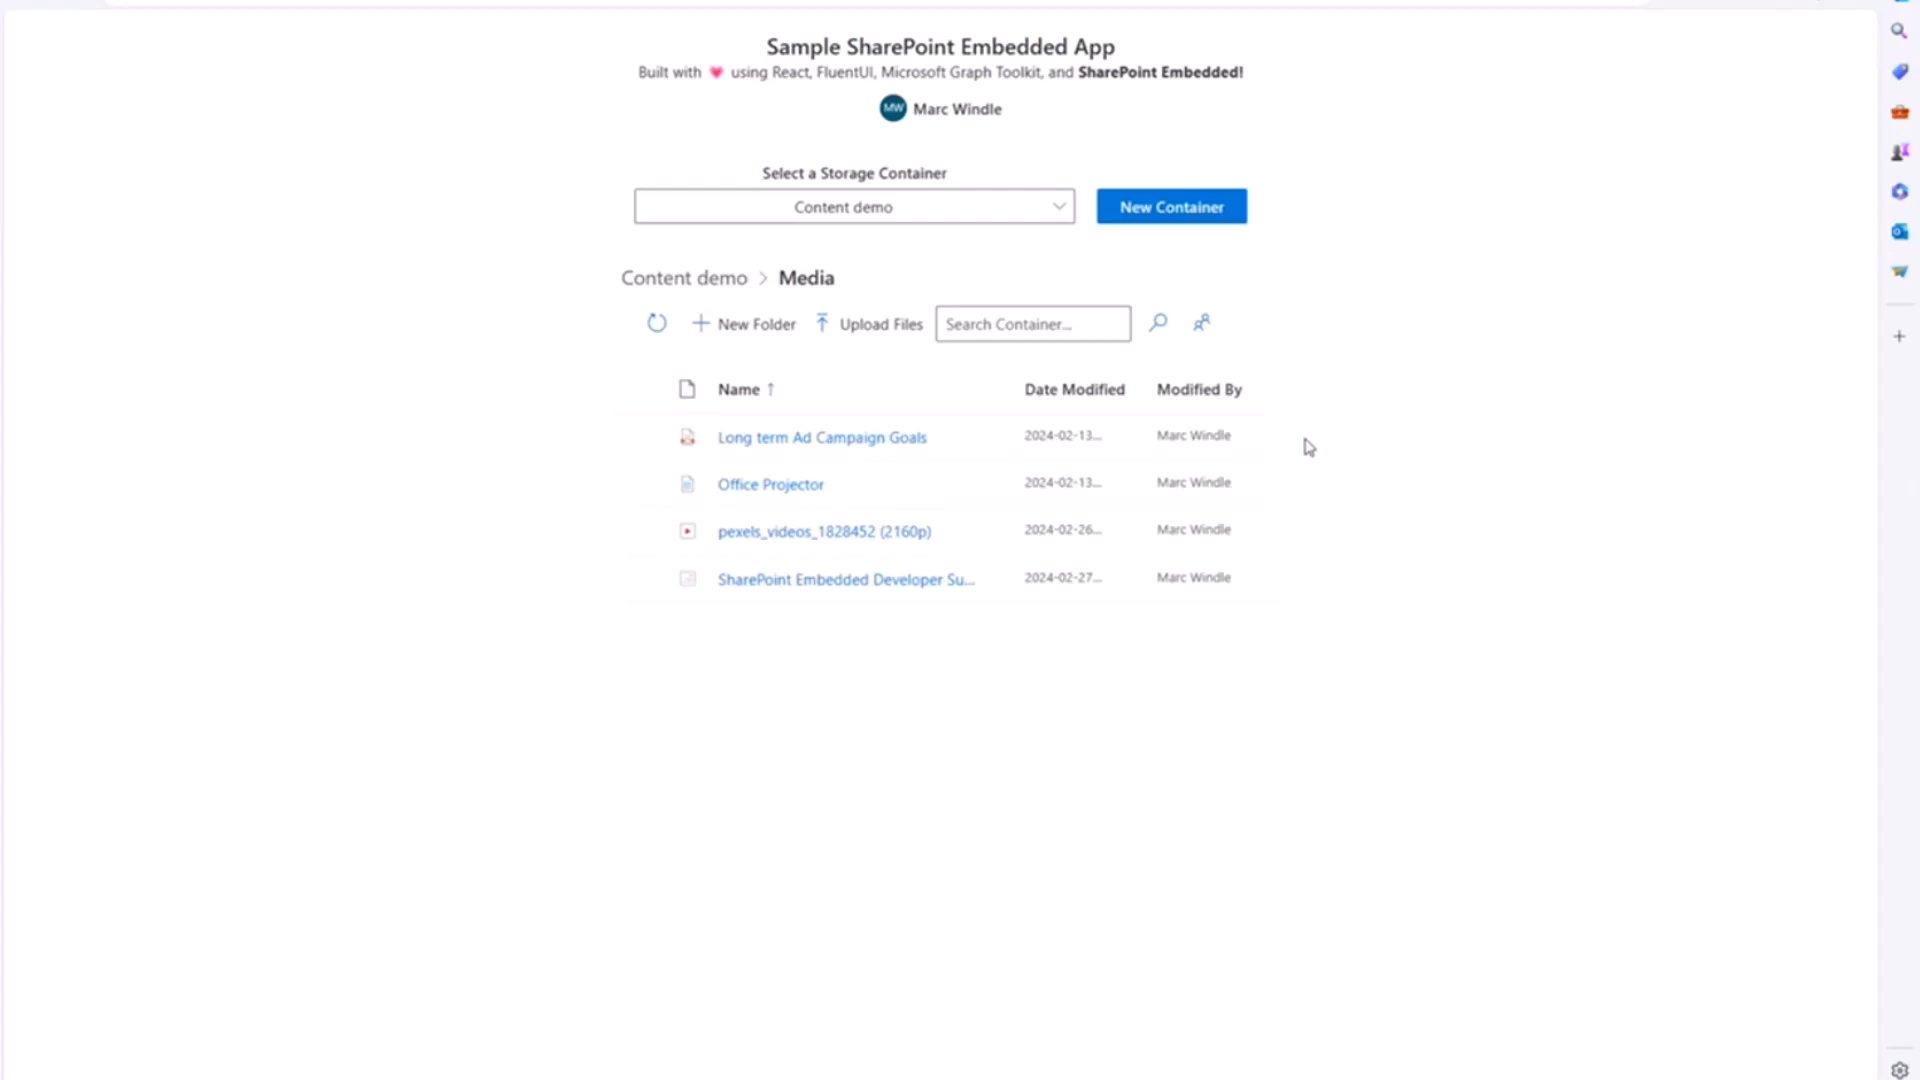 Sample SharePoint Embedded App
Built with 💗 using React, FluentUI, Microsoft Graph Toolkit, and SharePoint Embedded!
MW Marc Windle
Select a Storage Container
Content demo
New Container
Content demo > Media
New Folder Upload Files Search Container...
Name ↑ Date Modified Modified By
Long term Ad Campaign Goals 2024-02-13... Marc Windle
Office Projector 2024-02-13... Marc Windle
pexels_videos_1828452 (2160p) 2024-02-26... Marc Windle
SharePoint Embedded Developer Su... 2024-02-27... Marc Windle